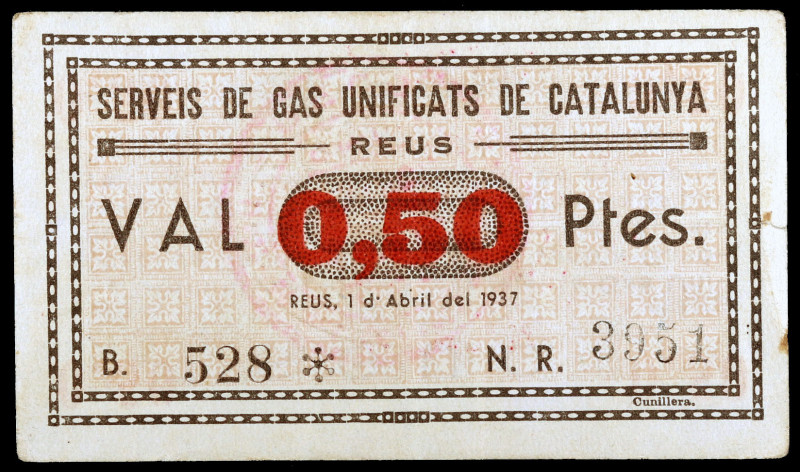 SERVEIS DE GAS UNIFICATS DE CATALUNYA
REUS
VAL 0,50 Ptes.
REUS, 1 d'Abril del 1937
B. 528 N. R. 3951
Cunillera.